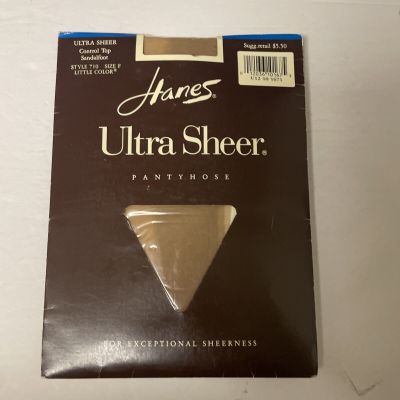 ULTRA SHEER
Control Top
Sandalfoot
STYLE 710 SIZE F
LITTLE COLOR®
Sugg. retail $5.50
Hanes®
Ultra Sheer®
PANTYHOSE
FOR EXCEPTIONAL SHEERNESS